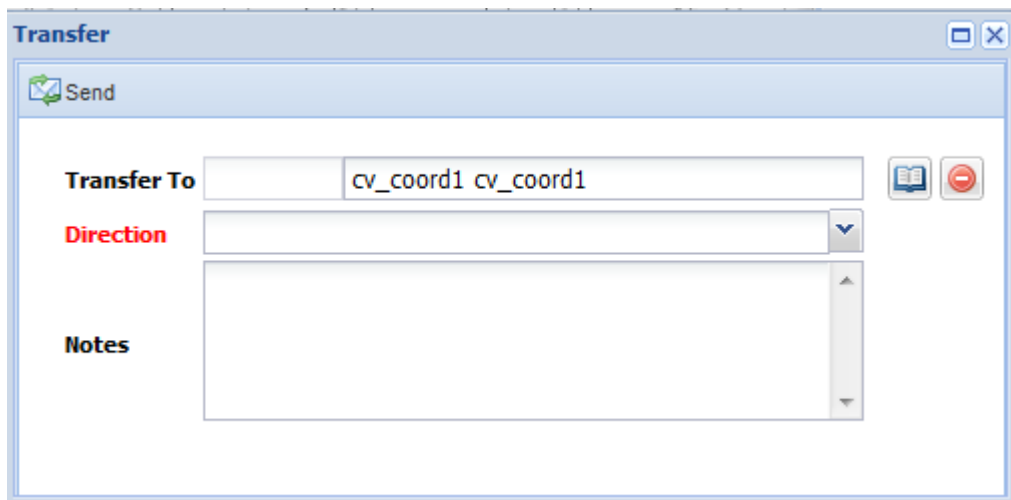 Transfer
Send
Transfer To cv_coord1 cv_coord1
Direction
Notes